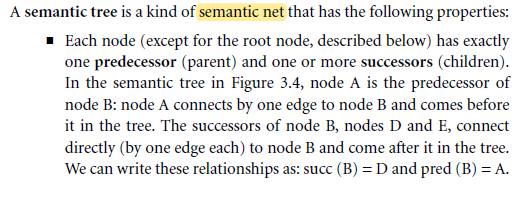 A semantic tree is a kind of semantic net that has the following properties:
■ Each node (except for the root node, described below) has exactly
one predecessor (parent) and one or more successors (children).
In the semantic tree in Figure 3.4, node A is the predecessor of
node B: node A connects by one edge to node B and comes before
it in the tree. The successors of node B, nodes D and E, connect
directly (by one edge each) to node B and come after it in the tree.
We can write these relationships as: succ (B) = D and pred (B) = A.